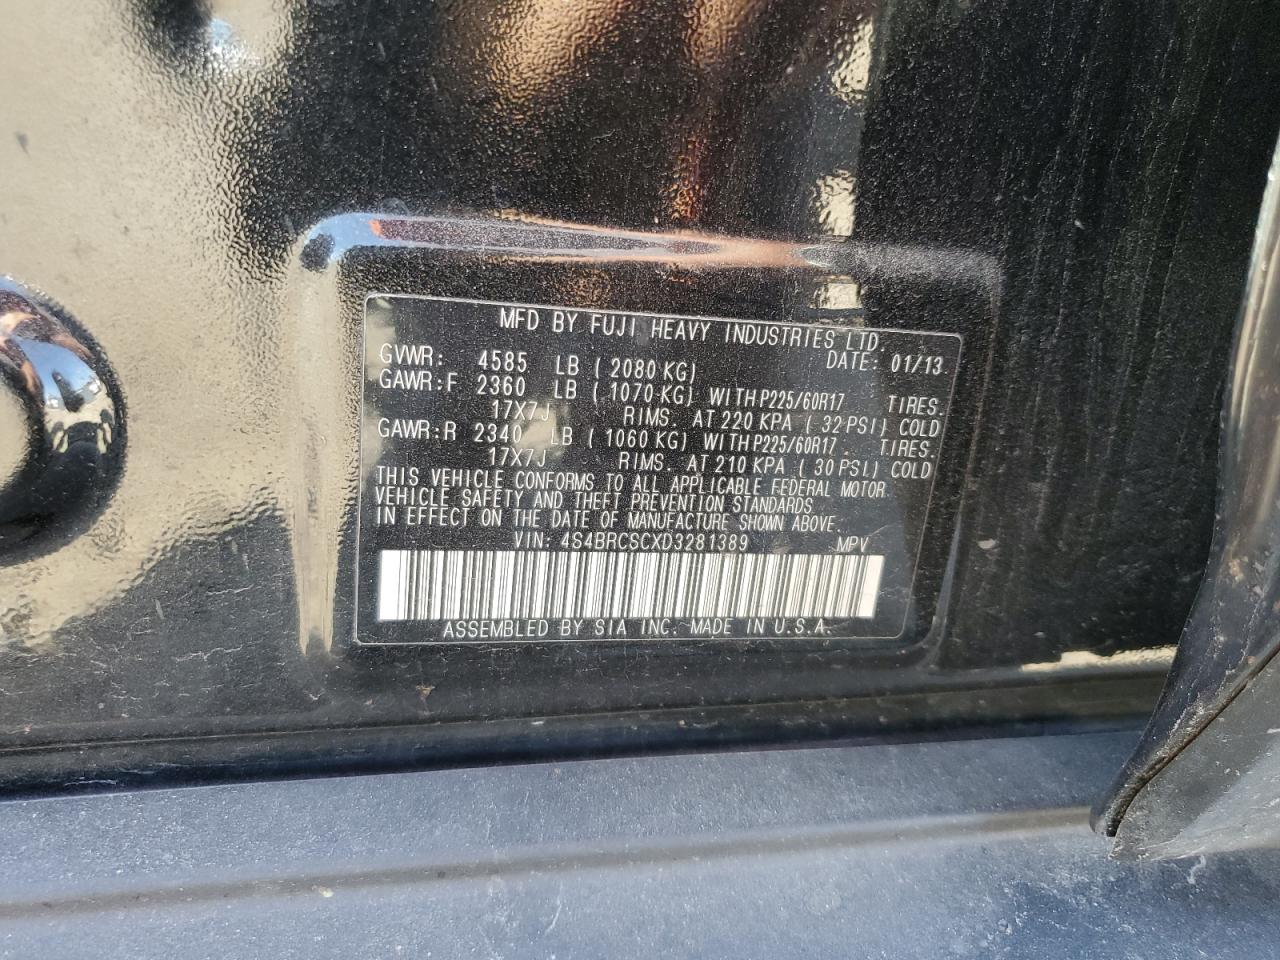 MFD BY FUJI HEAVY INDUSTRIES LTD.
GVWR: 4585 LB (2080 KG) DATE: 01/13
GAWR:F 2360 LB (1070 KG) WITH P225/60R17 TIRES.
17X7J RIMS. AT 220 KPA (32 PSI) COLD
GAWR:R 2340 LB (1060 KG) WITH P225/60R17 TIRES.
17X7J RIMS. AT 210 KPA (30 PSI) COLD
THIS VEHICLE CONFORMS TO ALL APPLICABLE FEDERAL MOTOR
VEHICLE SAFETY AND THEFT PREVENTION STANDARDS
IN EFFECT ON THE DATE OF MANUFACTURE SHOWN ABOVE.
VIN: 4S4BRCSCXD3281389 MPV
ASSEMBLED BY SIA INC. MADE IN U.S.A.